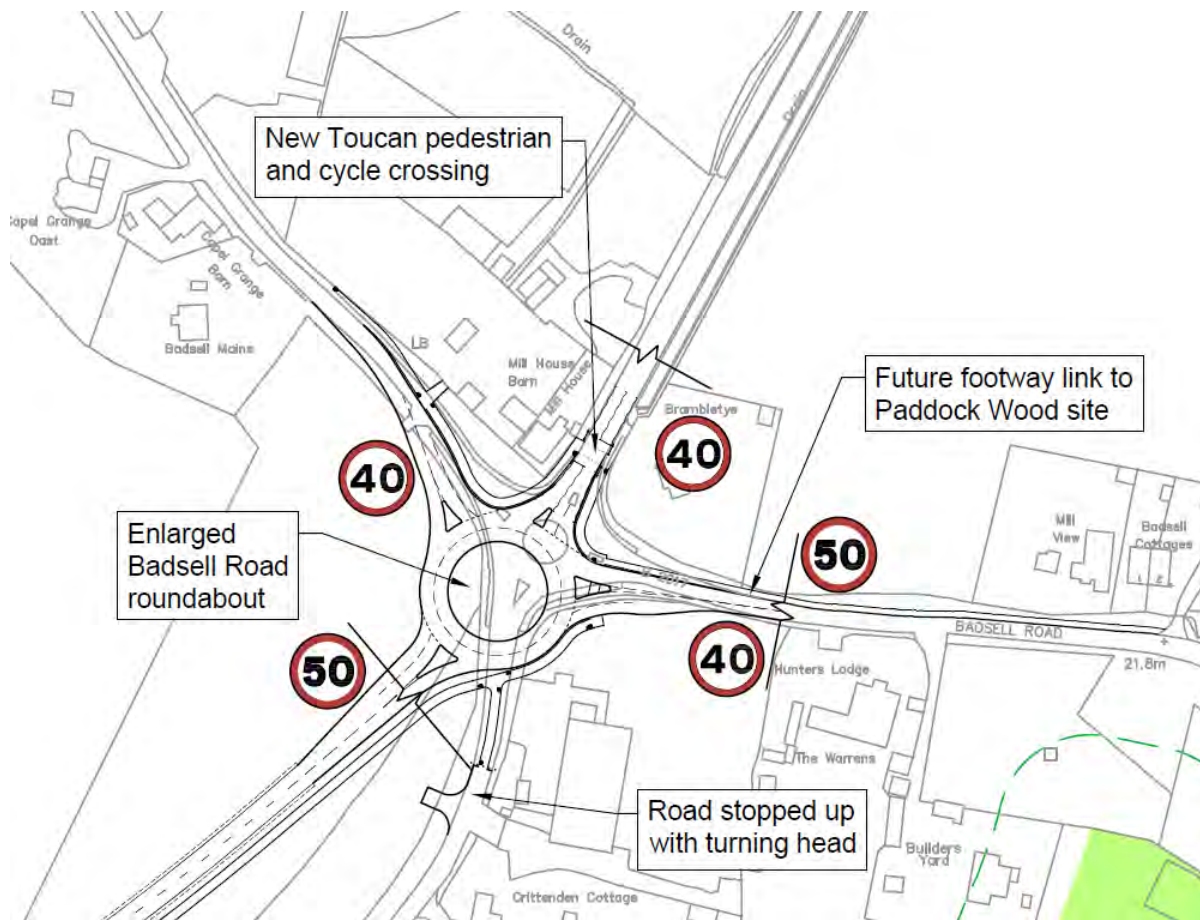 Drain
Drain
New Toucan pedestrian
and cycle crossing
Capel Grange
Oast
Capel Grange
Barn
Badsell Mains
LB
Mill House
Barn
Mill House
Brambletye
Future footway link to
Paddock Wood site
40
40
Enlarged
Badsell Road
roundabout
50
Mill
View
Badsell
Cottages
1 2
B 2017
BADSELL ROAD
21.8m
50
40
Hunters Lodge
The Warrens
Road stopped up
with turning head
Builders
Yard
Crittenden Cottage